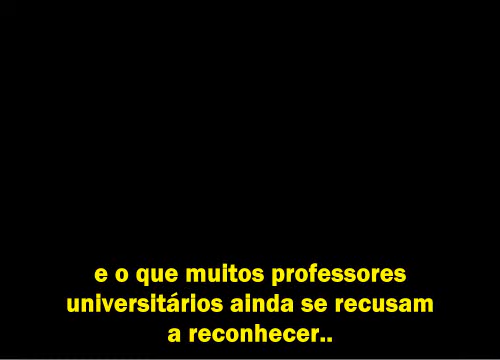 e o que muitos professores
universitários ainda se recusam
a reconhecer..